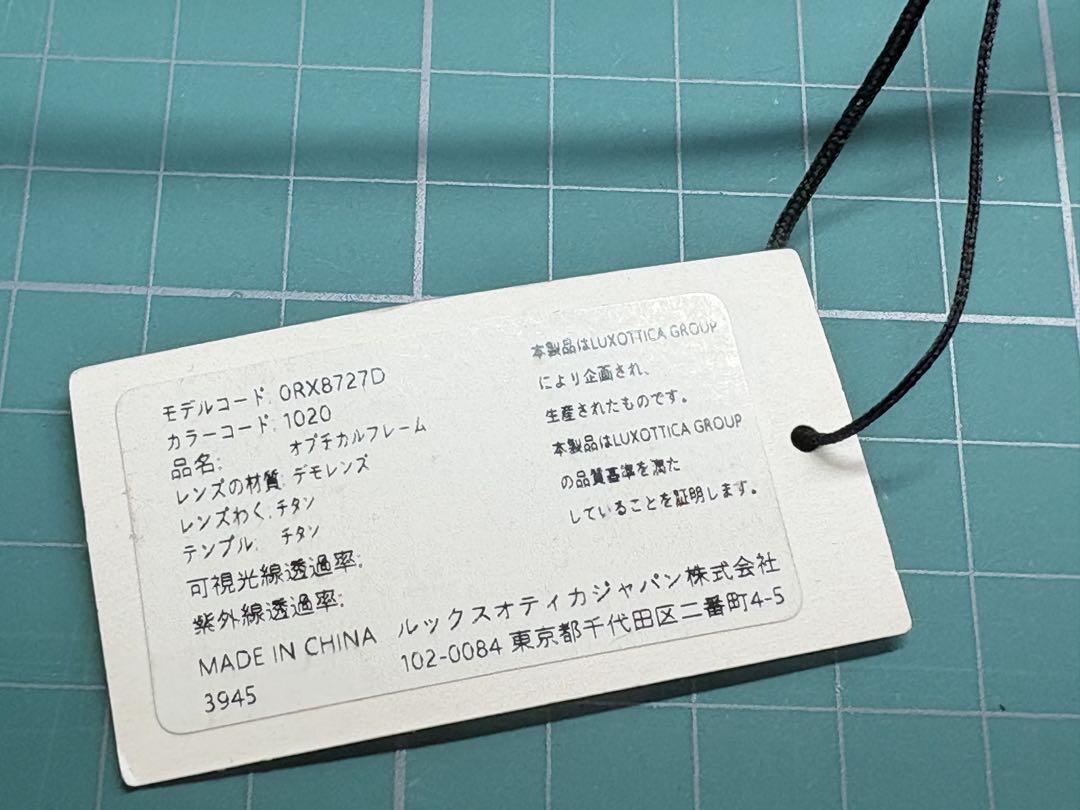 モデルコード: 0RX8727D
カラーコード: 1020
品名: オプチカルフレーム
レンズの材質: デモレンズ
レンズわく: チタン
テンプル: チタン
可視光線透過率:
紫外線透過率:
MADE IN CHINA
3945
本製品はLUXOTTICA GROUP
により企画され、
生産されたものです。
本製品はLUXOTTICA GROUP
の品質基準を満た
していることを証明します。
ルックスオティカジャパン株式会社
102-0084 東京都千代田区二番町4-5